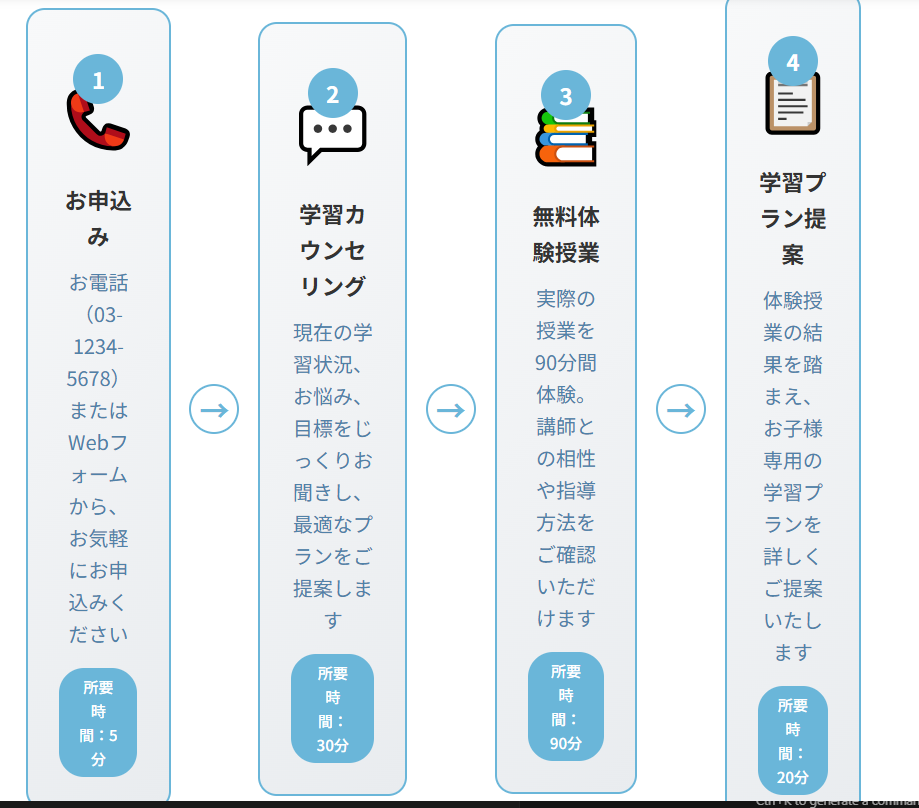 1
お申込
み
お電話
（03-
1234-
5678）
または
Webフ
ォーム
から、
お気軽
にお申
込みく
ださい
所要
時
間：5
分
→
2
学習カ
ウンセ
リング
現在の学
習状況、
お悩み、
目標をじ
っくりお
聞きし、
最適なプ
ランをご
提案しま
す
所要
時
間：
30分
→
3
無料体
験授業
実際の
授業を
90分間
体験。
講師と
の相性
や指導
方法を
ご確認
いただ
けます
所要
時
間：
90分
→
4
学習プ
ラン提
案
体験授
業の結
果を踏
まえ、
お子様
専用の
学習プ
ランを
詳しく
ご提案
いたし
ます
所要
時
間：
20分
Ctrl+K to generate a comman